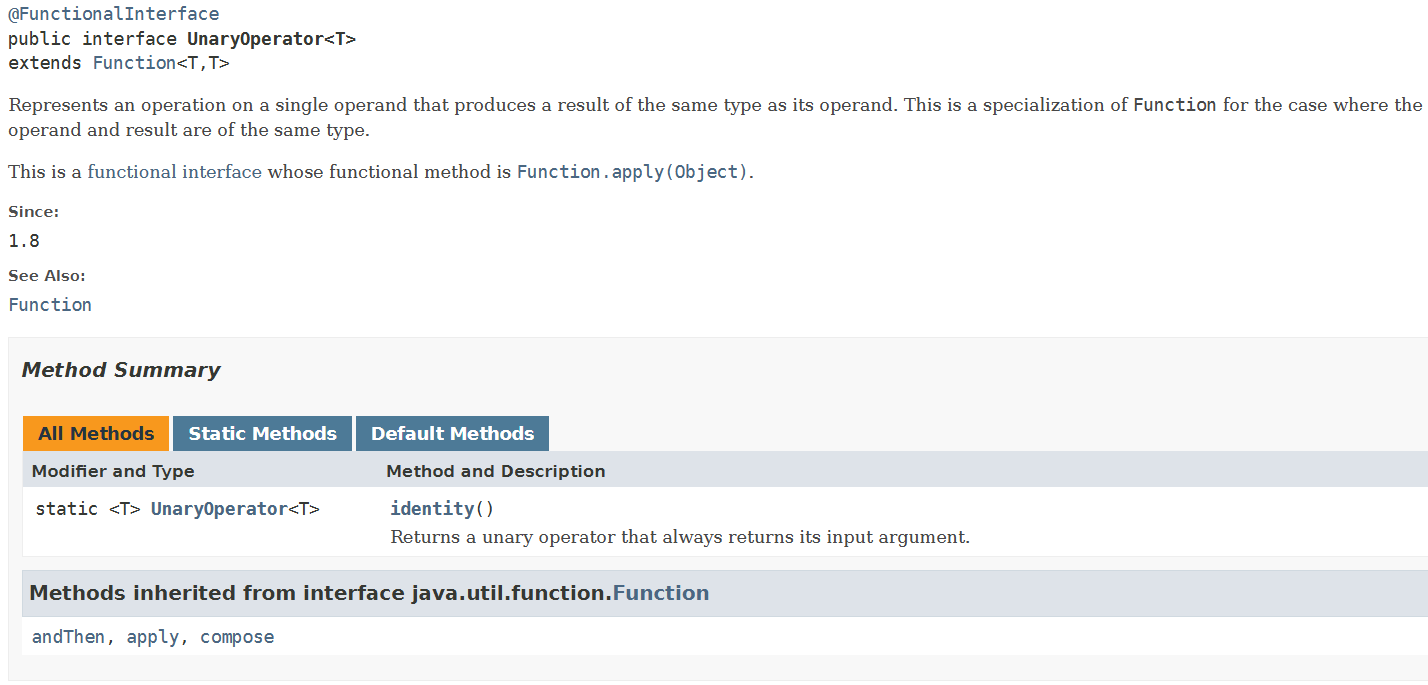 @FunctionalInterface
public interface UnaryOperator<T>
extends Function<T,T>
Represents an operation on a single operand that produces a result of the same type as its operand. This is a specialization of Function for the case where the
operand and result are of the same type.
This is a functional interface whose functional method is Function.apply(Object).
Since:
1.8
See Also:
Function
Method Summary
All Methods Static Methods Default Methods
Modifier and Type Method and Description
static <T> UnaryOperator<T> identity()
Returns a unary operator that always returns its input argument.
Methods inherited from interface java.util.function.Function
andThen, apply, compose